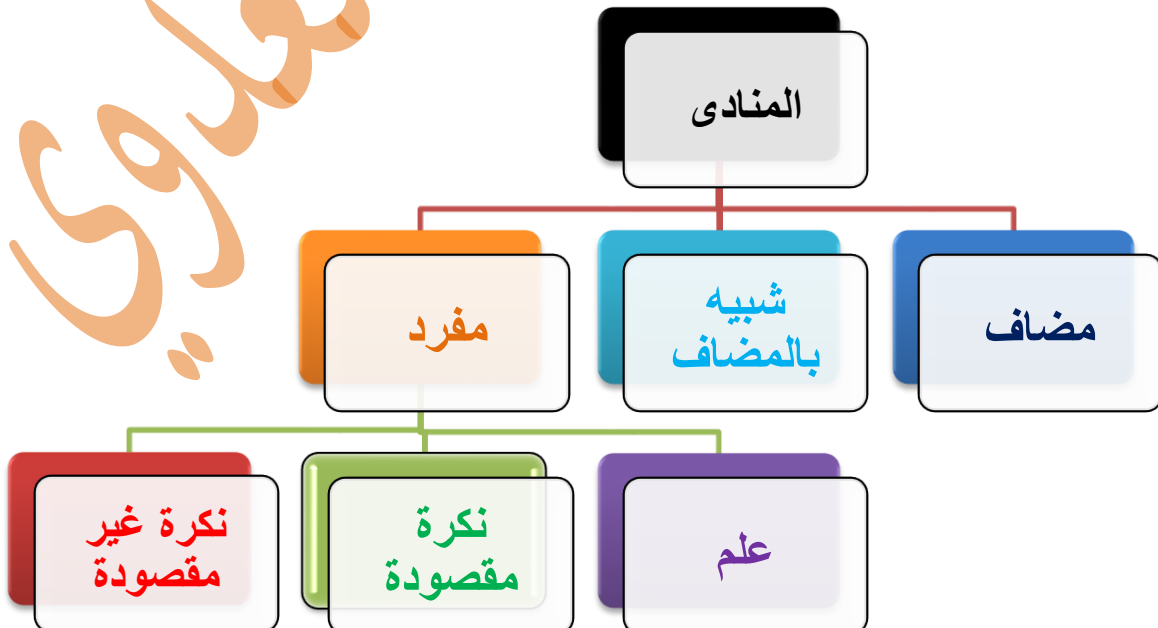 المنادى
مضاف
شبيه
بالمضاف
مفرد
علم
نكرة
مقصودة
نكرة غير
مقصودة